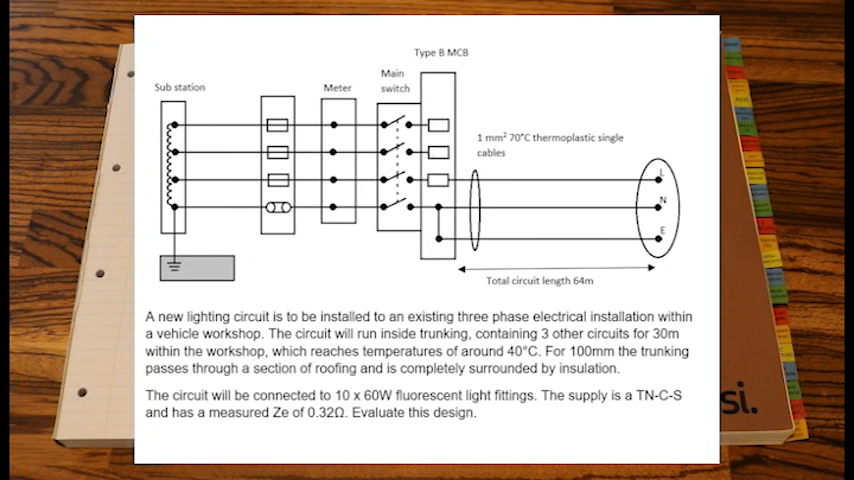 Type B MCB
Sub station
Meter
Main
switch
1 mm² 70°C thermoplastic single
cables
L
N
E
Total circuit length 64m
A new lighting circuit is to be installed to an existing three phase electrical installation within
a vehicle workshop. The circuit will run inside trunking, containing 3 other circuits for 30m
within the workshop, which reaches temperatures of around 40°C. For 100mm the trunking
passes through a section of roofing and is completely surrounded by insulation.
The circuit will be connected to 10 x 60W fluorescent light fittings. The supply is a TN-C-S
and has a measured Ze of 0.32Ω. Evaluate this design.
si.